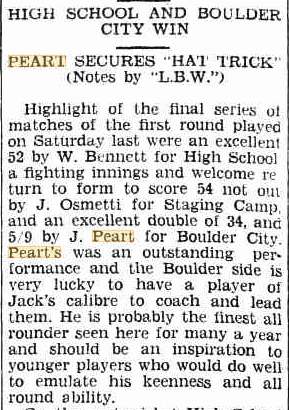 HIGH SCHOOL AND BOULDER
CITY WIN
PEART SECURES "HAT TRICK"
(Notes by "L.B.W.")
Highlight of the final series of
matches of the first round played
on Saturday last were an excellent
52 by W. Bennett for High School
a fighting innings and welcome re
turn to form to score 54 not out
by J. Osmetti for Staging Camp,
and an excellent double of 34, and
5/9 by J. Peart for Boulder City.
Peart's was an outstanding per-
formance and the Boulder side is
very lucky to have a player of
Jack's calibre to coach and lead
them. He is probably the finest all
rounder seen here for many a year
and should be an inspiration to
younger players who would do well
to emulate his keenness and all
round ability.